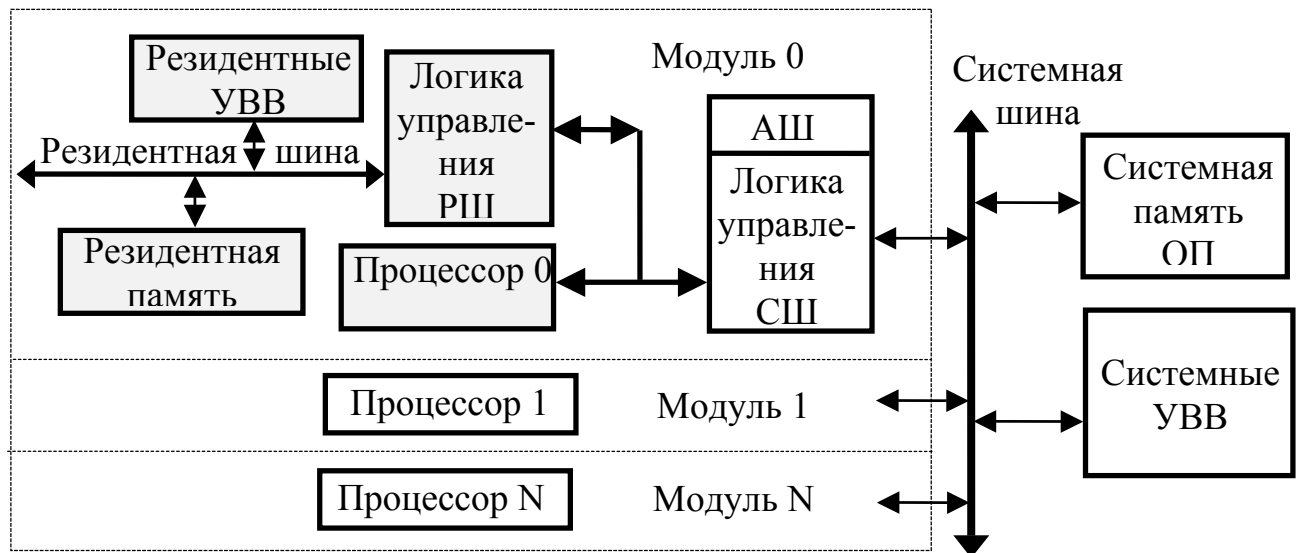 Резидентные
УВВ
Логика
управле-
ния
РШ
Модуль 0
Системная
шина
АШ
Резидентная шина
Логика
управле-
ния
СШ
Системная
память
ОП
Резидентная
память
Процессор 0
Системные
УВВ
Процессор 1
Модуль 1
Процессор N
Модуль N